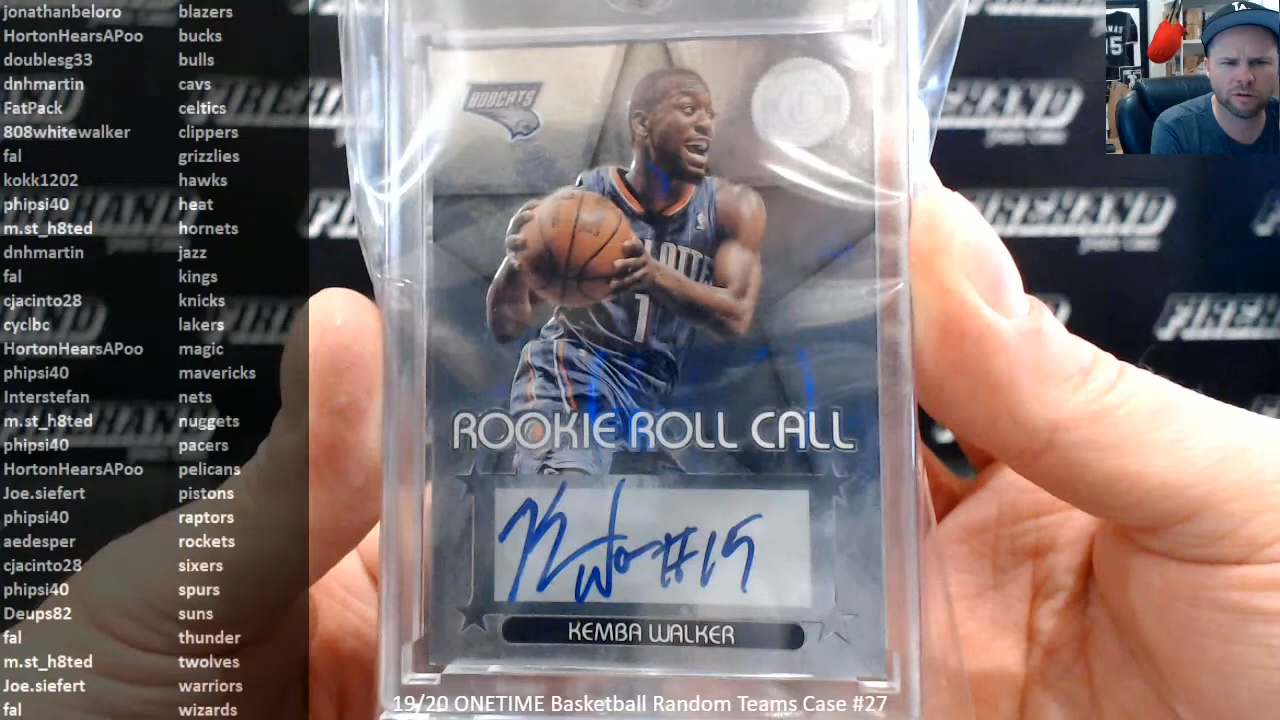 jonathanbeloro blazers
HortonHearsAPoo bucks
doublesg33 bulls
dnhmartin cavs
FatPack celtics
808whitewalker clippers
fal grizzlies
kokk1202 hawks
phipsi40 heat
m.st_h8ted hornets
dnhmartin jazz
fal kings
cjacinto28 knicks
cyclbc lakers
HortonHearsAPoo magic
phipsi40 mavericks
Interstefan nets
m.st_h8ted nuggets
phipsi40 pacers
HortonHearsAPoo pelicans
Joe.siefert pistons
phipsi40 raptors
aedesper rockets
cjacinto28 sixers
phipsi40 spurs
Deups82 suns
fal thunder
m.st_h8ted twolves
Joe.siefert warriors
fal wizards
BOBCATS
1
ROOKIE ROLL CALL
#15
KEMBA WALKER
19/20 ONETIME Basketball Random Teams Case #27
FIREHAND
FIREHAND